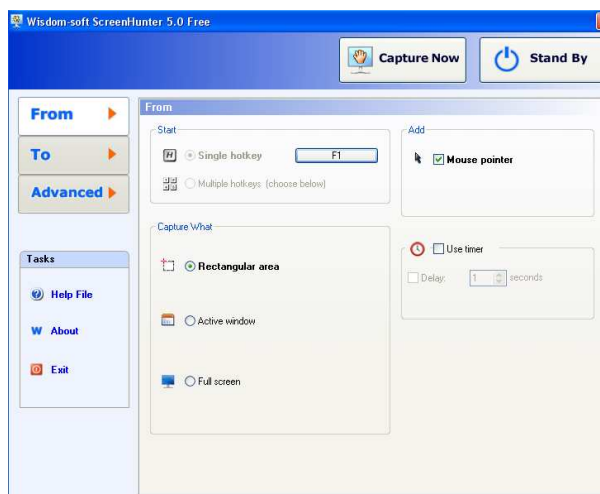 Wisdom-soft ScreenHunter 5.0 Free
Capture Now
Stand By
From
To
Advanced
Tasks
Help File
W About
Exit
From
Start
H Single hotkey F1
Multiple hotkeys (choose below)
Capture What
Rectangular area
Active window
Full screen
Add
Mouse pointer
Use timer
Delay: 1 seconds